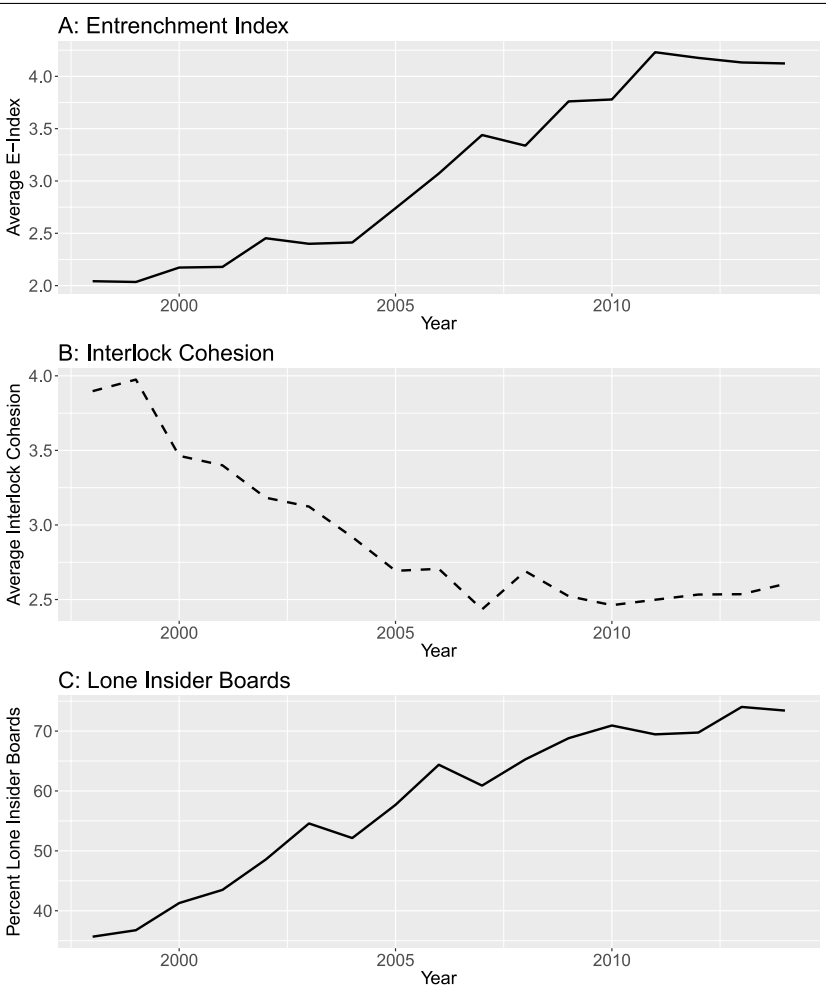 A: Entrenchment Index
Average E−Index
4.0
3.5
3.0
2.5
2.0
2000 2005 2010
Year
B: Interlock Cohesion
Average Interlock Cohesion
4.0
3.5
3.0
2.5
2000 2005 2010
Year
C: Lone Insider Boards
Percent Lone Insider Boards
70
60
50
40
2000 2005 2010
Year